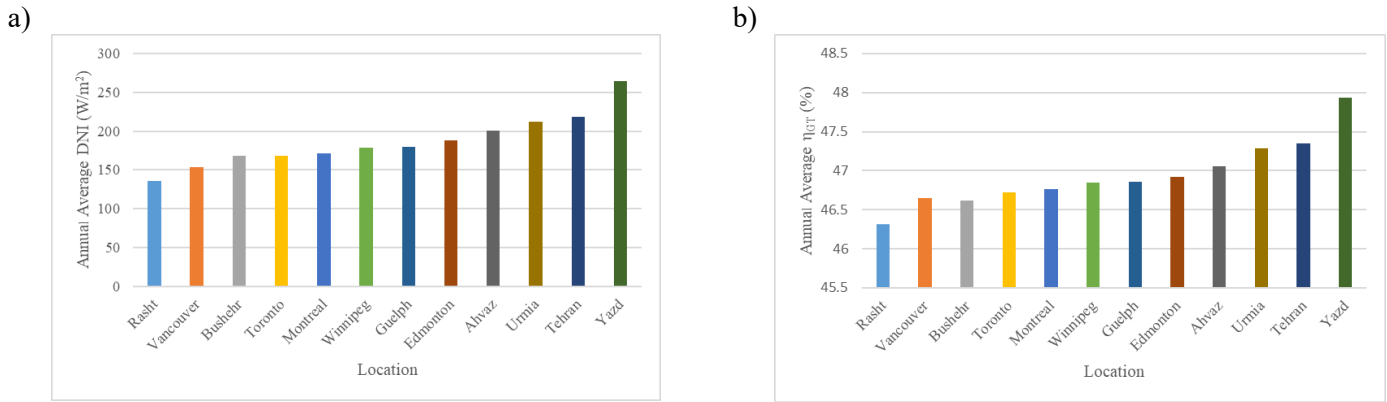 a)
Annual Average DNI (W/m²)
300
250
200
150
100
50
0
Rasht
Vancouver
Bushehr
Toronto
Montreal
Winnipeg
Guelph
Edmonton
Ahvaz
Urmia
Tehran
Yazd
Location
b)
Annual Average ηGT (%)
48.5
48
47.5
47
46.5
46
45.5
Rasht
Vancouver
Bushehr
Toronto
Montreal
Winnipeg
Guelph
Edmonton
Ahvaz
Urmia
Tehran
Yazd
Location